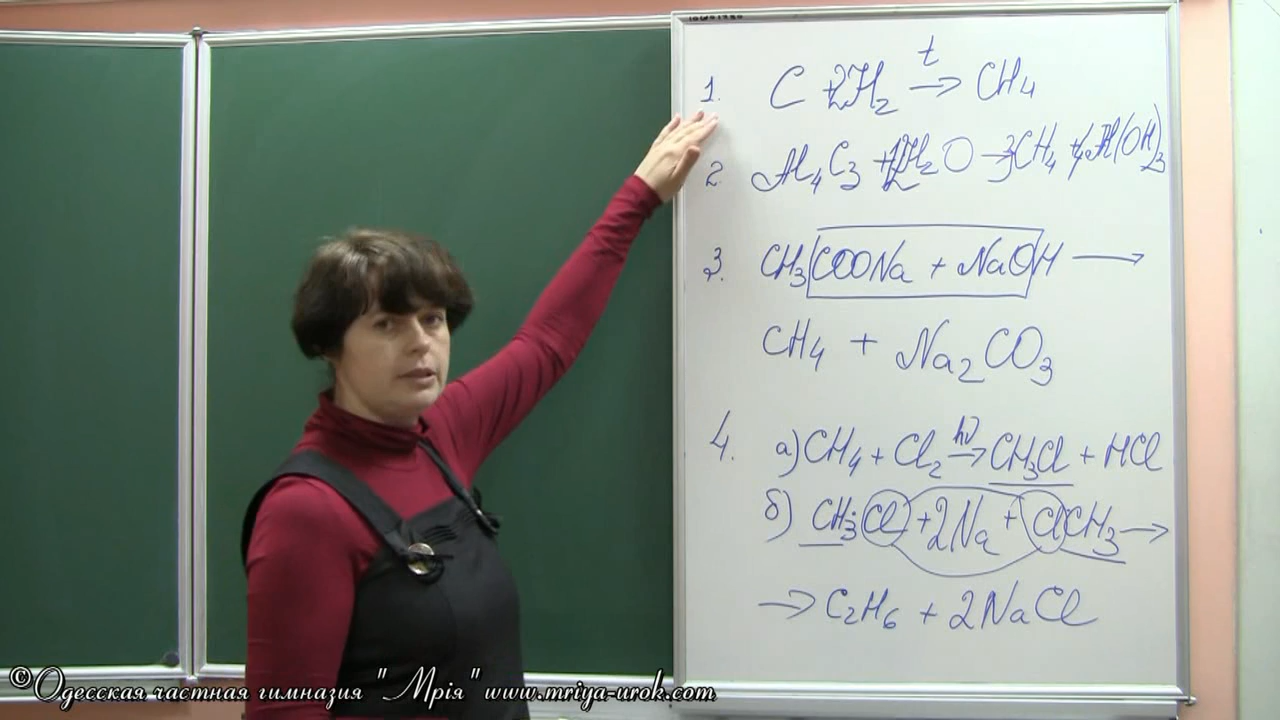 1. C + 2H₂ →ᵗ CH₄
2. Al₄C₃ + 12H₂O → 3CH₄ + 4Al(OH)₃
3. CH₃COONa + NaOH →
CH₄ + Na₂CO₃
4. а) CH₄ + Cl₂ →ʰᵛ CH₃Cl + HCl
б) CH₃Cl + 2Na + ClCH₃ →
→ C₂H₆ + 2NaCl
©Одесская частная гимназия "Мрія" www.mriya-urok.com